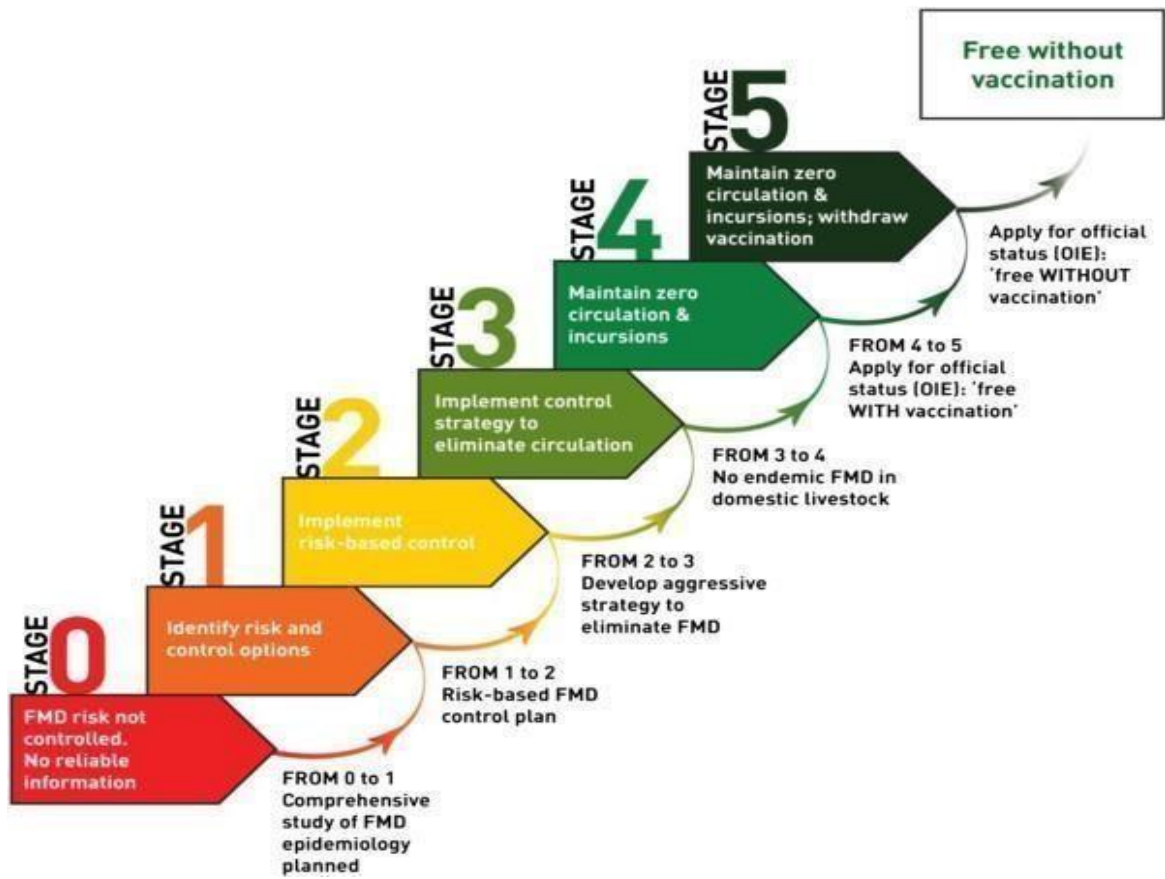 Free without
vaccination
STAGE 5
Maintain zero
circulation &
incursions; withdraw
vaccination
Apply for official
status (OIE):
‘free WITHOUT
vaccination’
STAGE 4
Maintain zero
circulation &
incursions
FROM 4 to 5
Apply for official
status (OIE): ‘free
WITH vaccination’
STAGE 3
Implement control
strategy to
eliminate circulation
FROM 3 to 4
No endemic FMD in
domestic livestock
STAGE 2
Implement
risk-based control
FROM 2 to 3
Develop aggressive
strategy to
eliminate FMD
STAGE 1
Identify risk and
control options
FROM 1 to 2
Risk-based FMD
control plan
STAGE 0
FMD risk not
controlled.
No reliable
information
FROM 0 to 1
Comprehensive
study of FMD
epidemiology
planned